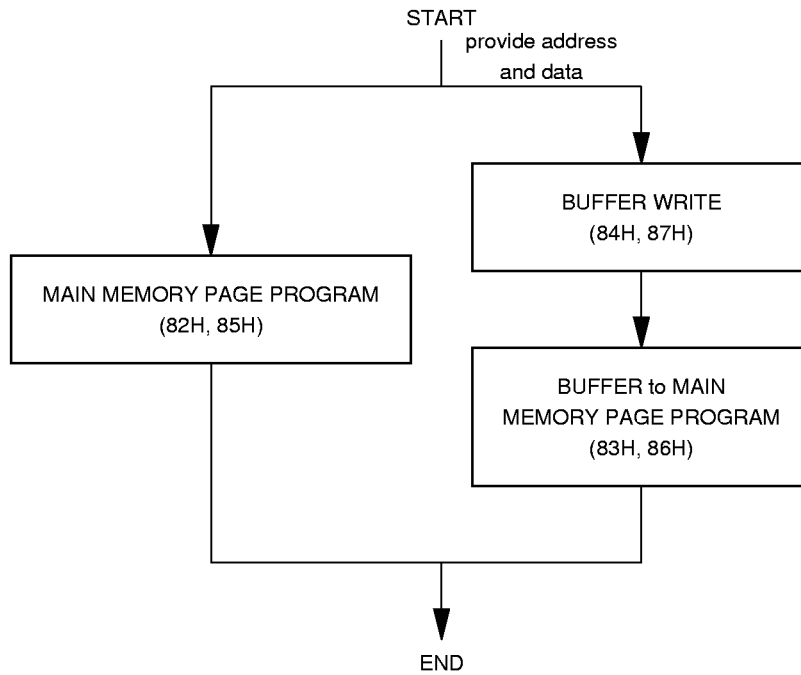 START
provide address
and data
BUFFER WRITE
(84H, 87H)
MAIN MEMORY PAGE PROGRAM
(82H, 85H)
BUFFER to MAIN
MEMORY PAGE PROGRAM
(83H, 86H)
END